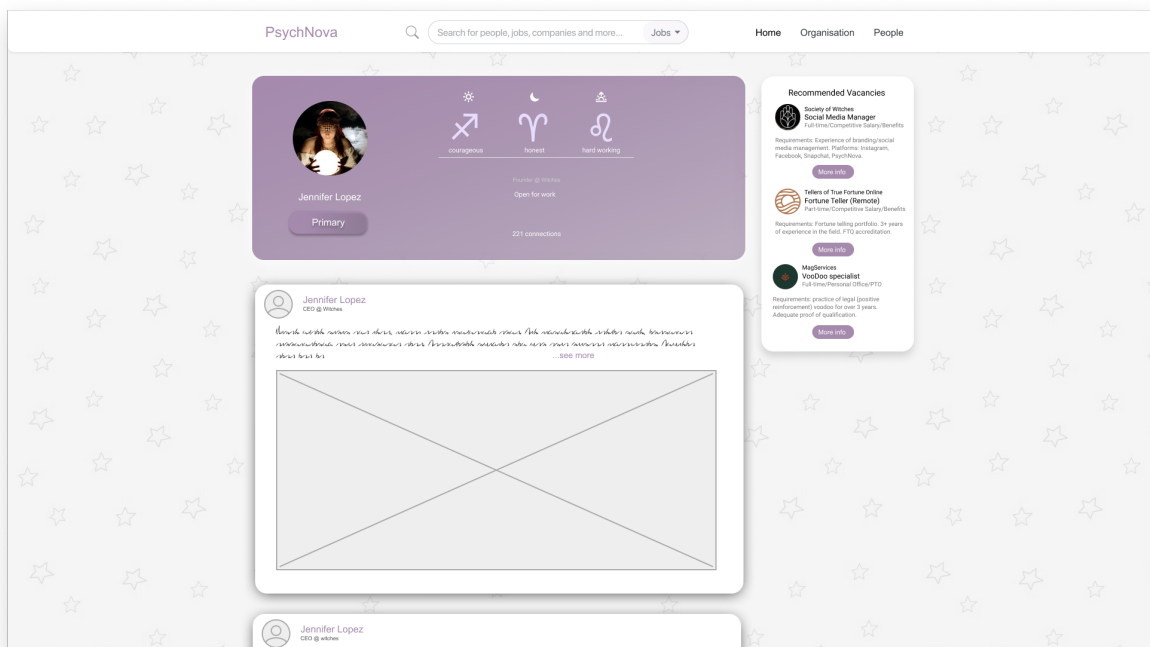 PsychNova
Search for people, jobs, companies and more...
Jobs
Home
Organisation
People
courageous
honest
hard working
Founder @ Witches
Open for work
221 connections
Jennifer Lopez
Primary
Recommended Vacancies
Society of Witches
Social Media Manager
Full-time/Competitive Salary/Benefits
Requirements: Experience of branding/social
media management. Platforms: Instagram,
Facebook, Snapchat, PsychNova.
More info
Tellers of True Fortune Online
Fortune Teller (Remote)
Part-time/Competitive Salary/Benefits
Requirements: Fortune telling portfolio. 3+ years
of experience in the field. FTQ accreditation.
More info
MagServices
VooDoo specialist
Full-time/Personal Office/PTO
Requirements: practice of legal (positive
reinforcement) voodoo for over 3 years.
Adequate proof of qualification.
More info
Jennifer Lopez
CEO @ Witches
...see more
Jennifer Lopez
CEO @ witches